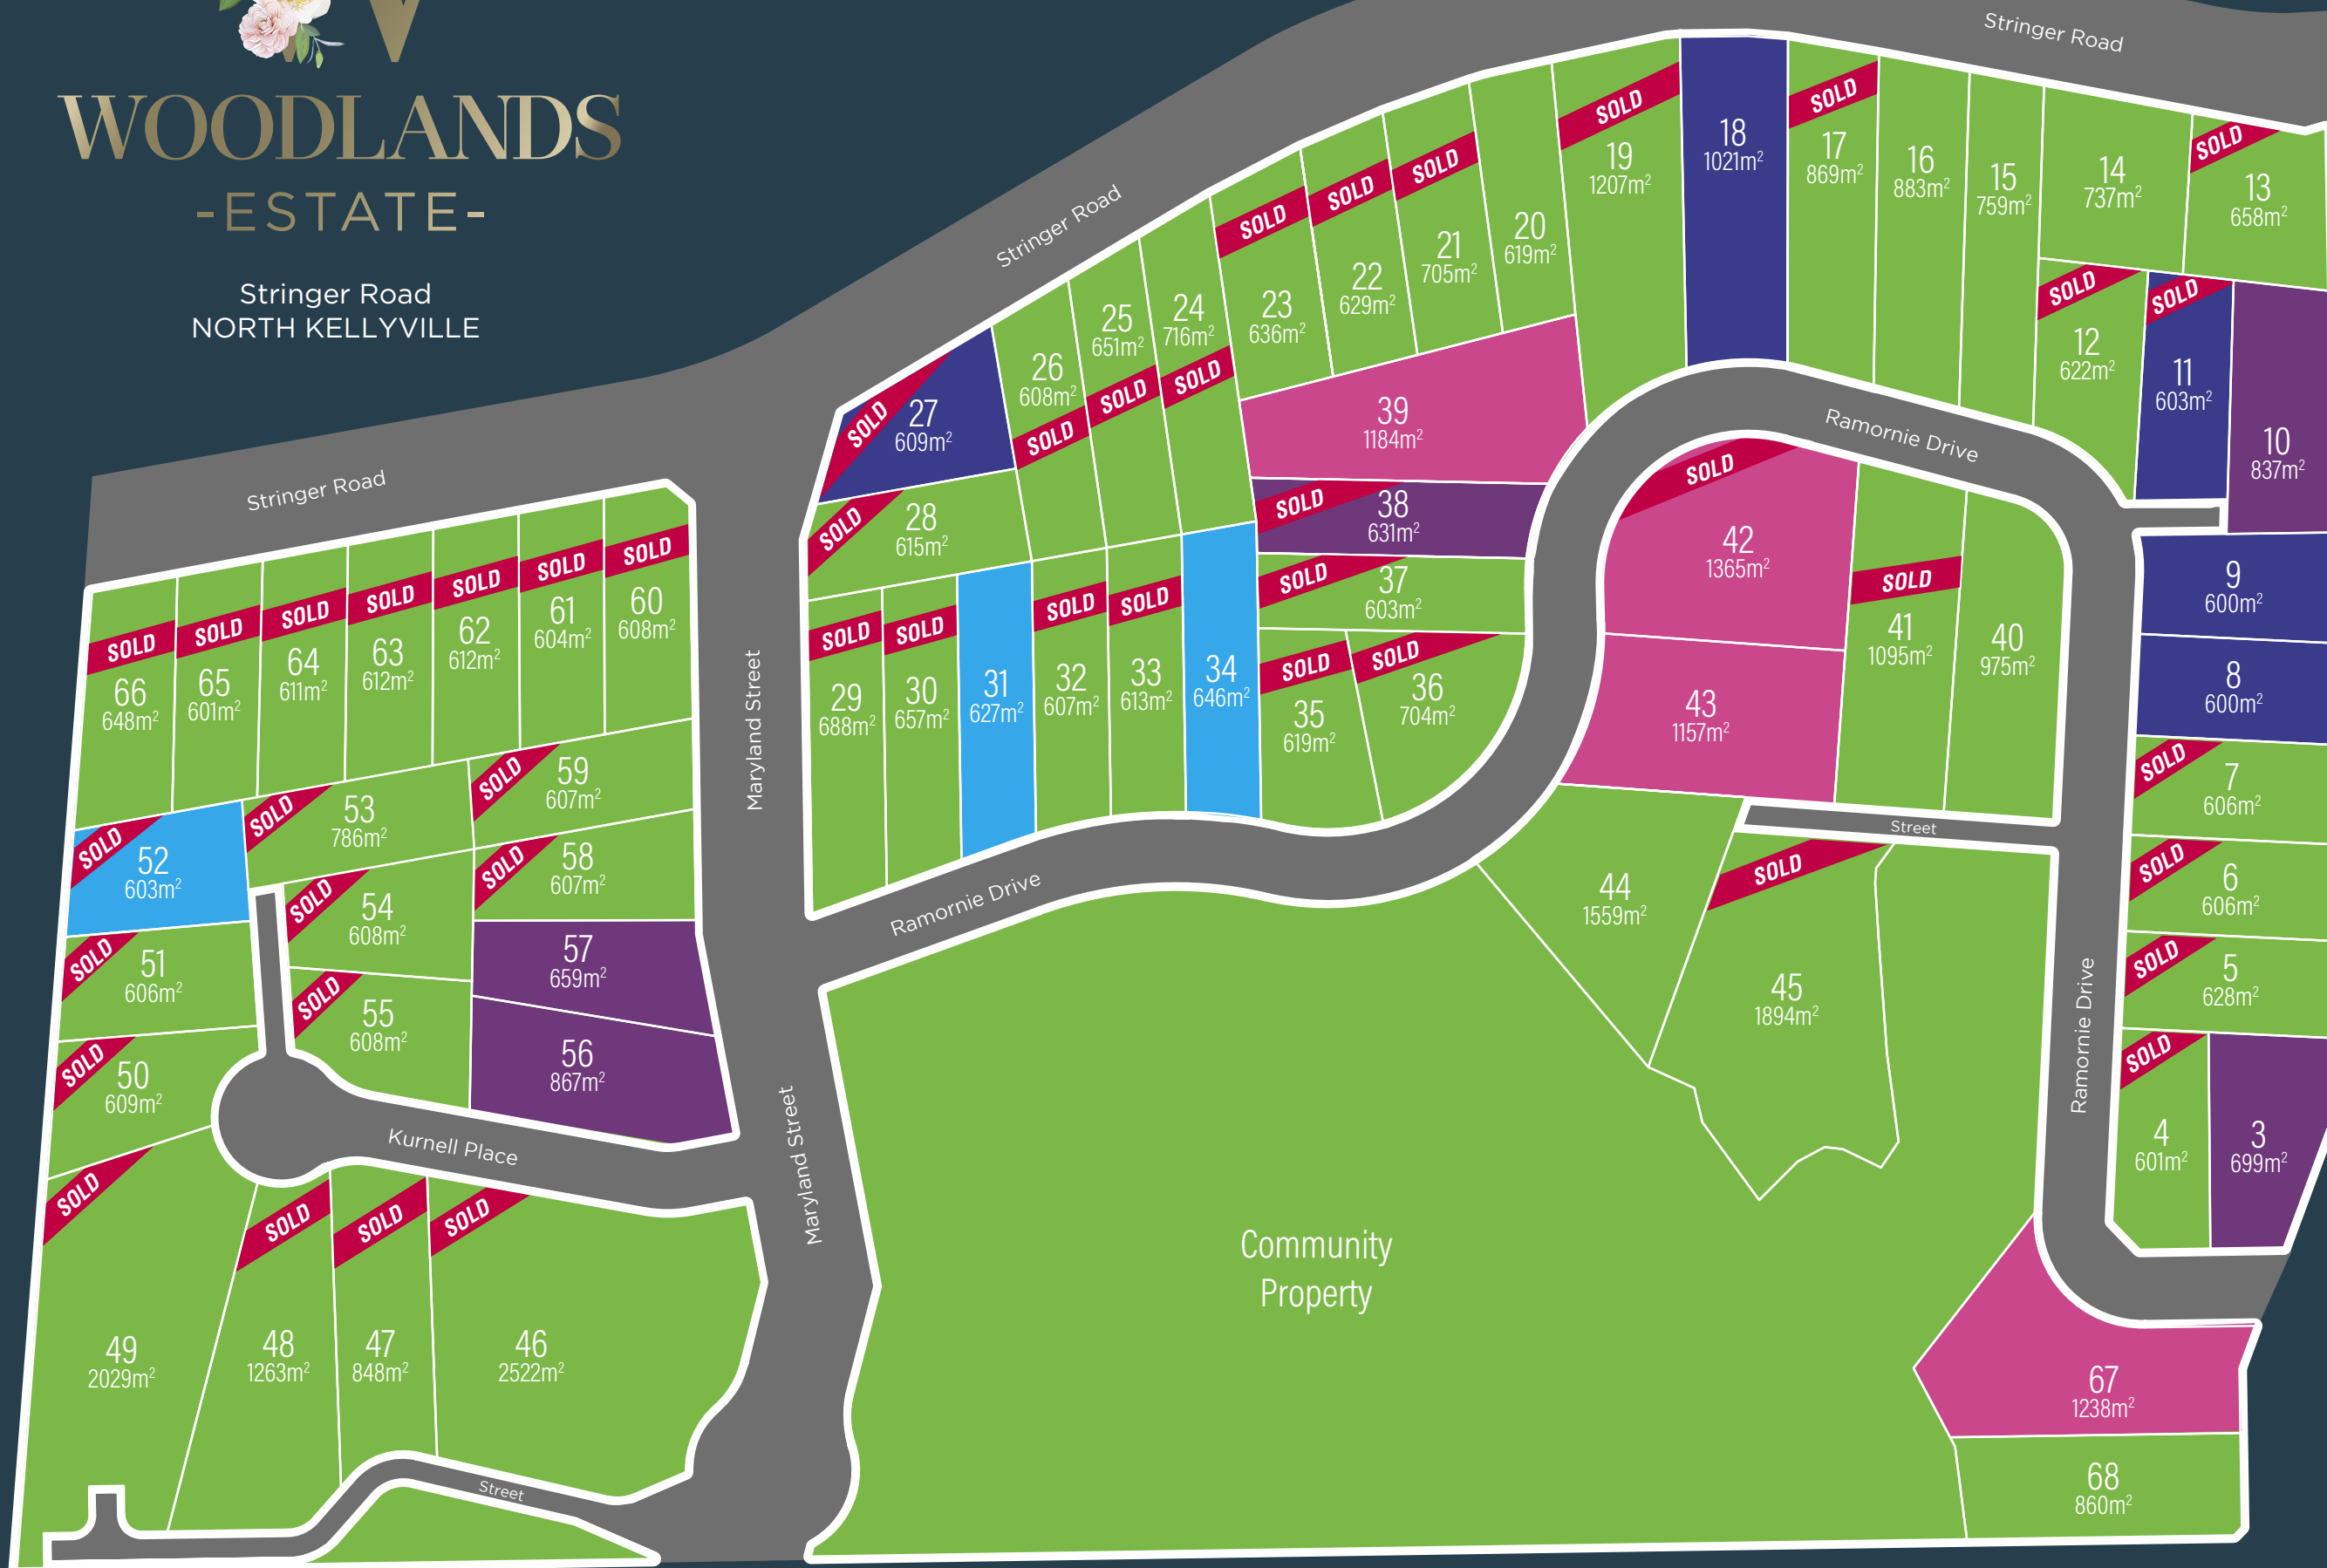 WOODLANDS
-ESTATE-
Stringer Road
NORTH KELLYVILLE
Stringer Road
Stringer Road
Stringer Road
SOLD
19
1207m²
18
1021m²
SOLD
17
869m²
16
883m²
15
759m²
14
737m²
SOLD
13
658m²
SOLD
23
636m²
SOLD
22
629m²
SOLD
21
705m²
20
619m²
SOLD
12
622m²
SOLD
11
603m²
10
837m²
SOLD
27
609m²
26
608m²
SOLD
25
651m²
SOLD
24
716m²
SOLD
39
1184m²
SOLD
28
615m²
SOLD
38
631m²
SOLD
37
603m²
SOLD
29
688m²
SOLD
30
657m²
31
627m²
SOLD
32
607m²
SOLD
33
613m²
34
646m²
SOLD
35
619m²
SOLD
36
704m²
Ramornie Drive
SOLD
42
1365m²
43
1157m²
SOLD
41
1095m²
40
975m²
9
600m²
8
600m²
SOLD
7
606m²
SOLD
6
606m²
SOLD
5
628m²
SOLD
4
601m²
3
699m²
Street
44
1559m²
SOLD
45
1894m²
Ramornie Drive
Ramornie Drive
Maryland Street
Maryland Street
SOLD
66
648m²
SOLD
65
601m²
SOLD
64
611m²
SOLD
63
612m²
SOLD
62
612m²
SOLD
61
604m²
SOLD
60
608m²
SOLD
59
607m²
SOLD
53
786m²
SOLD
52
603m²
SOLD
58
607m²
SOLD
54
608m²
SOLD
51
606m²
57
659m²
SOLD
55
608m²
SOLD
50
609m²
56
867m²
Kurnell Place
SOLD
49
2029m²
SOLD
48
1263m²
SOLD
47
848m²
SOLD
46
2522m²
Street
Community
Property
67
1238m²
68
860m²